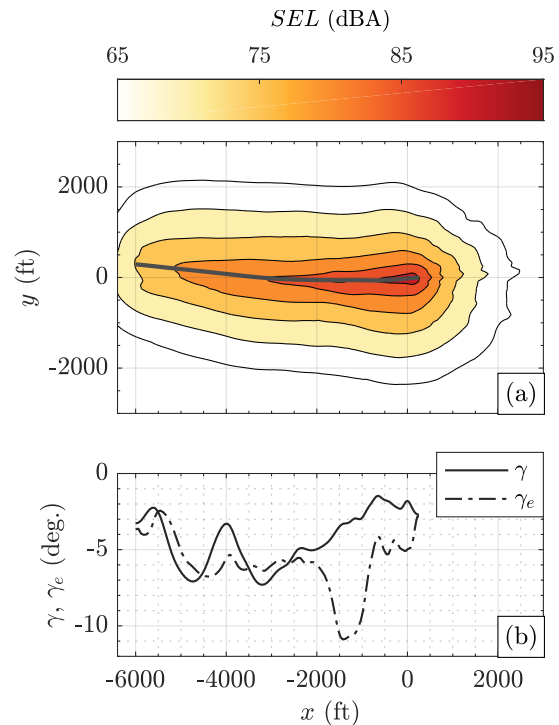 SEL (dBA)
65 75 85 95
2000
0
-2000
y (ft)
(a)
0
-5
-10
γ, γe (deg.)
γ
γe
(b)
-6000 -4000 -2000 0 2000
x (ft)